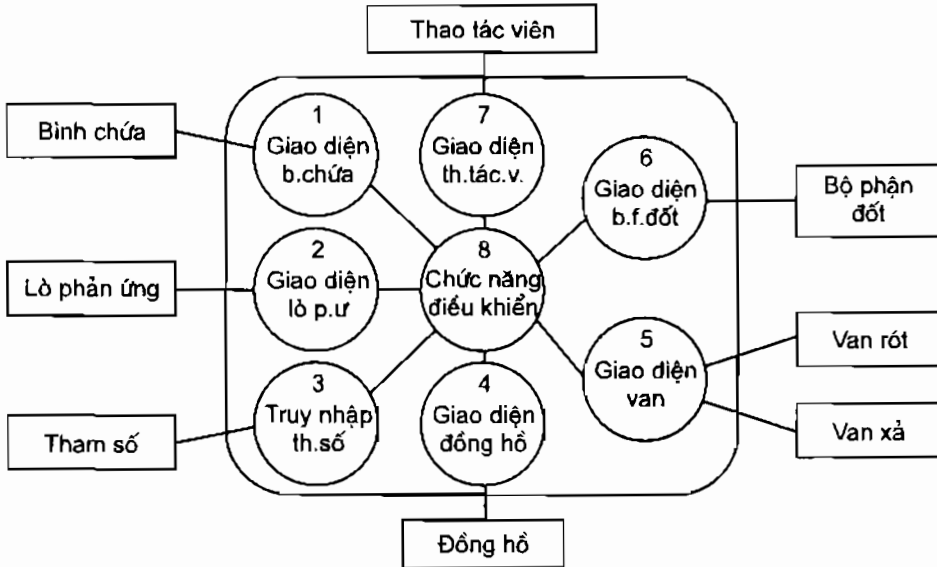 Thao tác viên
Bình chứa
1
Giao diện
b.chứa
7
Giao diện
th.tác.v.
6
Giao diện
b.f.đốt
Bộ phận
đốt
Lò phản ứng
2
Giao diện
lò p.ư
8
Chức năng
điều khiển
5
Giao diện
van
Van rót
Van xả
Tham số
3
Truy nhập
th.số
4
Giao diện
đồng hồ
Đồng hồ